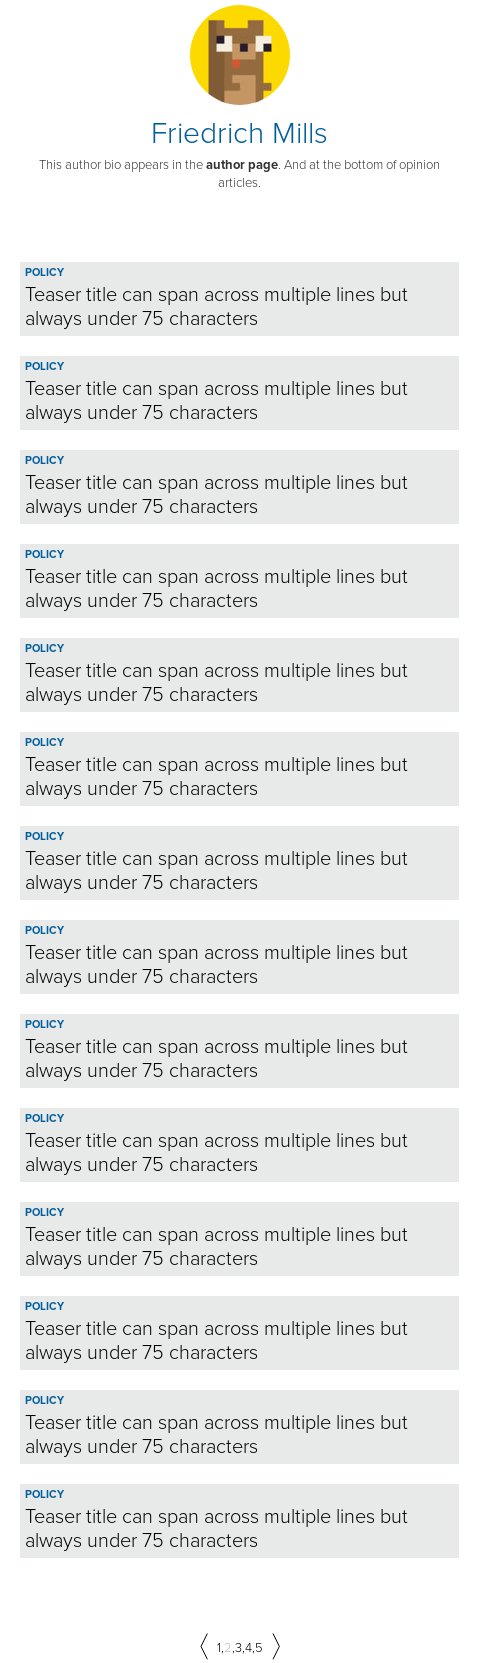 Friedrich Mills
This author bio appears in the author page. And at the bottom of opinion
articles.
POLICY
Teaser title can span across multiple lines but
always under 75 characters
POLICY
Teaser title can span across multiple lines but
always under 75 characters
POLICY
Teaser title can span across multiple lines but
always under 75 characters
POLICY
Teaser title can span across multiple lines but
always under 75 characters
POLICY
Teaser title can span across multiple lines but
always under 75 characters
POLICY
Teaser title can span across multiple lines but
always under 75 characters
POLICY
Teaser title can span across multiple lines but
always under 75 characters
POLICY
Teaser title can span across multiple lines but
always under 75 characters
POLICY
Teaser title can span across multiple lines but
always under 75 characters
POLICY
Teaser title can span across multiple lines but
always under 75 characters
POLICY
Teaser title can span across multiple lines but
always under 75 characters
POLICY
Teaser title can span across multiple lines but
always under 75 characters
POLICY
Teaser title can span across multiple lines but
always under 75 characters
POLICY
Teaser title can span across multiple lines but
always under 75 characters
1,2,3,4,5